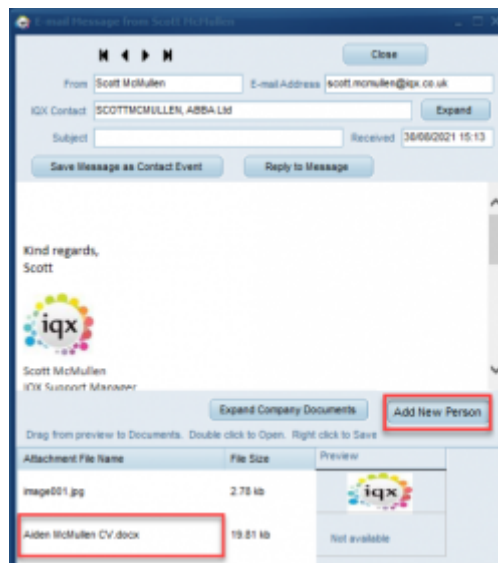 E-mail Message from Scott McMullen
Close
From Scott McMullen E-mail Address scott.mcmullen@iqx.co.uk
IQX Contact SCOTTMCMULLEN, ABBA Ltd Expand
Subject Received 30/08/2021 15:13
Save Message as Contact Event Reply to Message
Kind regards,
Scott
iqx
Scott McMullen
IQX Support Manager
Expand Company Documents Add New Person
Drag from preview to Documents. Double click to Open. Right click to Save
Attachment File Name File Size Preview
image001.jpg 2.78 kb iqx
Aiden McMullen CV.docx 19.81 kb Not available